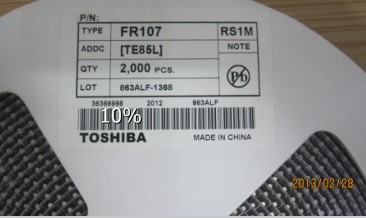 P/N:
TYPE FR107 RS1M
ADDC [TE85L] NOTE
QTY 2,000 PCS. Pb
LOT 863ALF-1368
36366998 2012 863ALF
10%
TOSHIBA MADE IN CHINA
2013/02/28